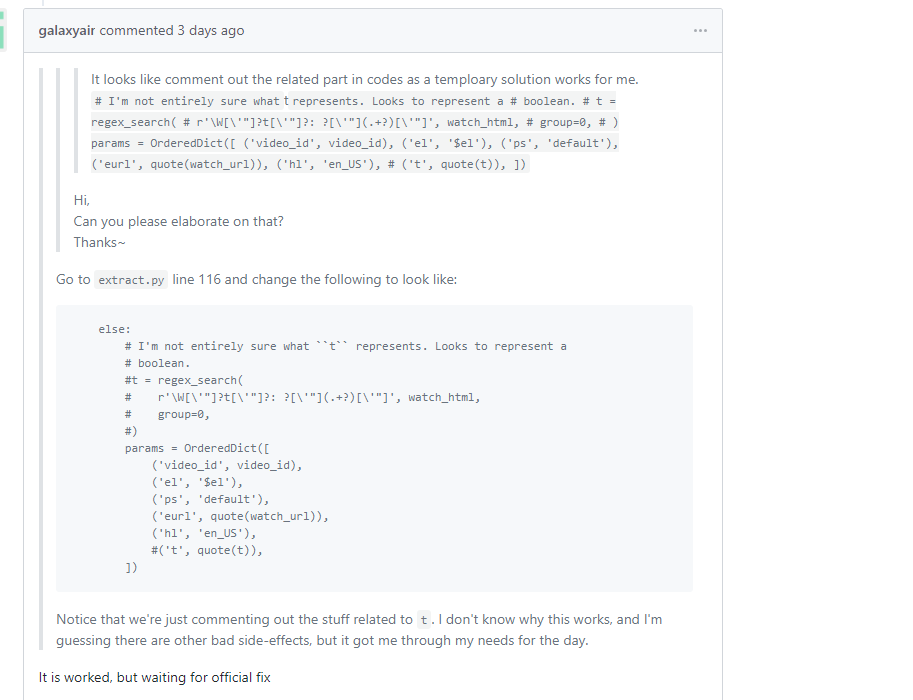 galaxyair commented 3 days ago ...
It looks like comment out the related part in codes as a temploary solution works for me.
# I'm not entirely sure what t represents. Looks to represent a # boolean. # t =
regex_search( # r'\W[\'"]?t[\'"]?: ?[\'"](.+?)[\'"]', watch_html, # group=0, # )
params = OrderedDict([ ('video_id', video_id), ('el', '$el'), ('ps', 'default'),
('eurl', quote(watch_url)), ('hl', 'en_US'), # ('t', quote(t)), ])
Hi,
Can you please elaborate on that?
Thanks~
Go to extract.py line 116 and change the following to look like:
else:
# I'm not entirely sure what ``t`` represents. Looks to represent a
# boolean.
#t = regex_search(
#    r'\W[\'"]?t[\'"]?: ?[\'"](.+?)[\'"]', watch_html,
#    group=0,
#)
params = OrderedDict([
('video_id', video_id),
('el', '$el'),
('ps', 'default'),
('eurl', quote(watch_url)),
('hl', 'en_US'),
#('t', quote(t)),
])
Notice that we're just commenting out the stuff related to t. I don't know why this works, and I'm
guessing there are other bad side-effects, but it got me through my needs for the day.
It is worked, but waiting for official fix